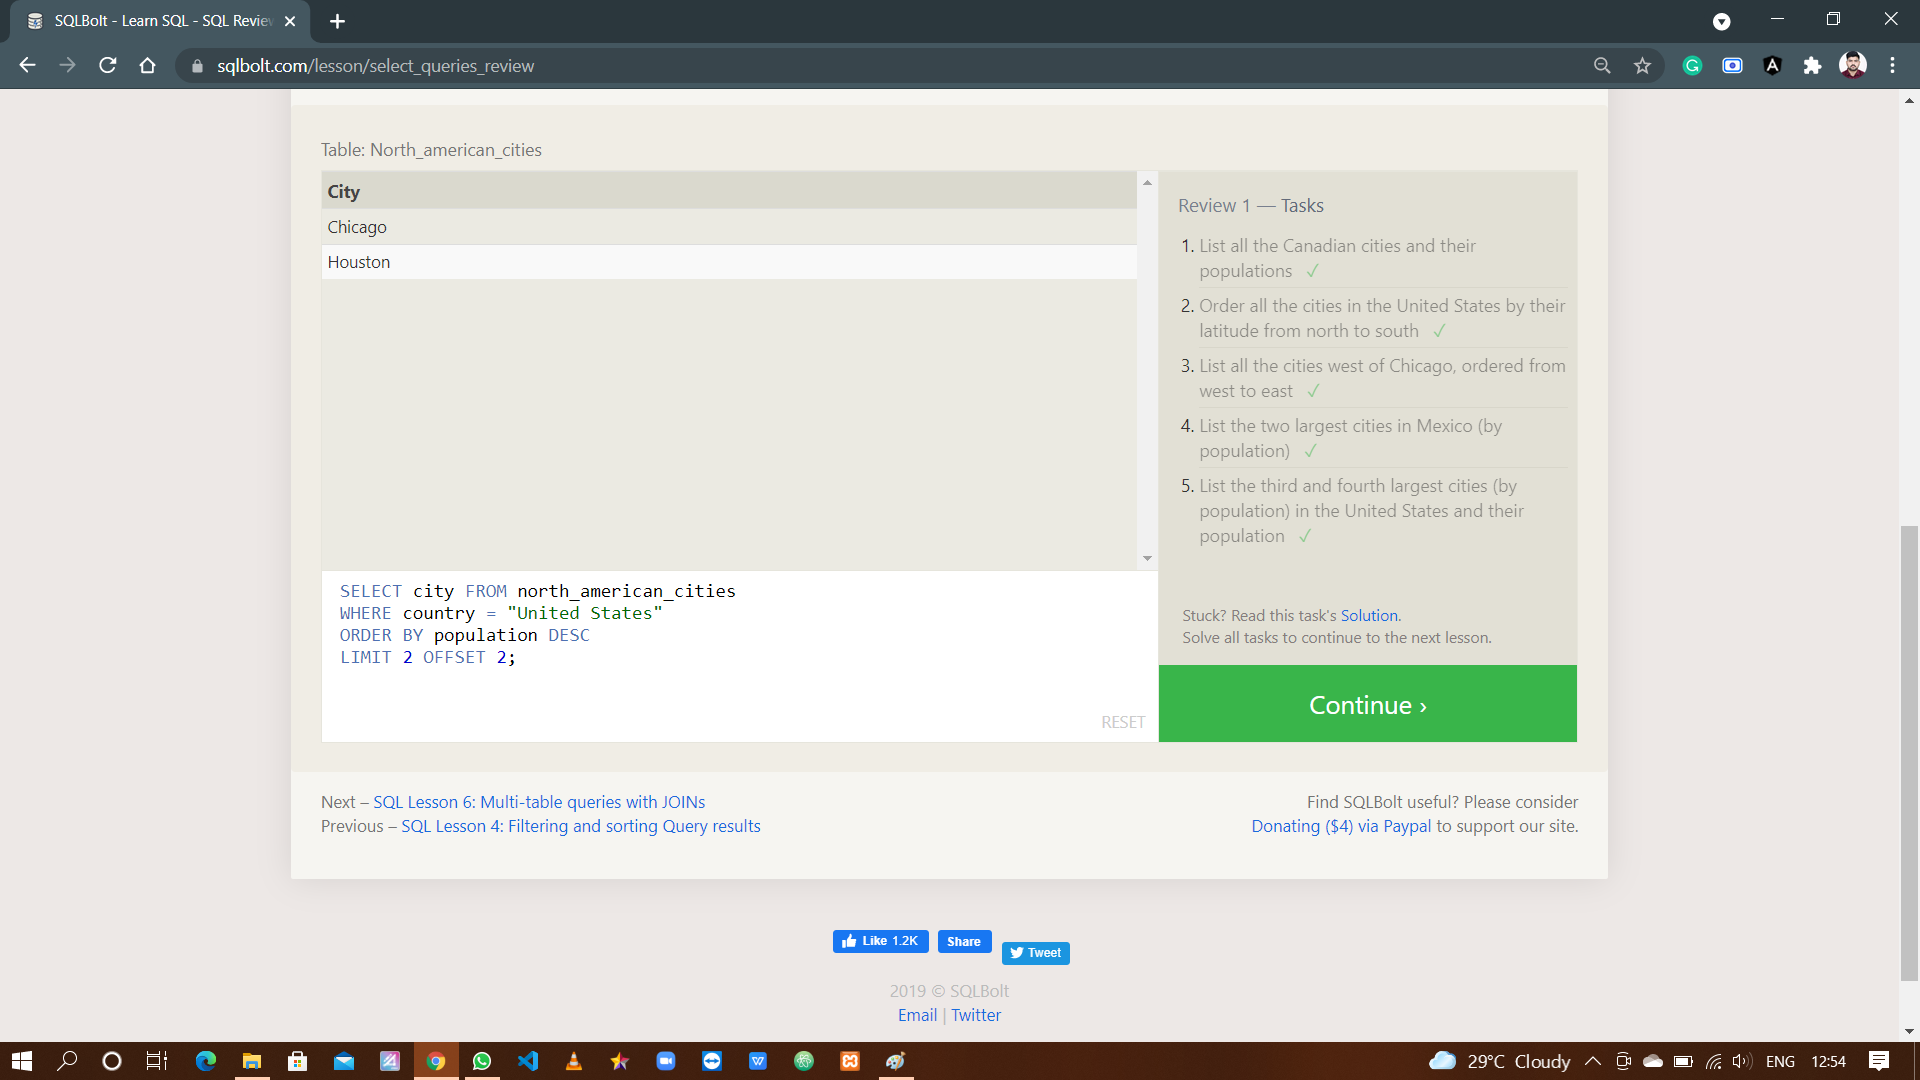 SQLBolt - Learn SQL - SQL Review
sqlbolt.com/lesson/select_queries_review
Table: North_american_cities
City
Chicago
Houston
SELECT city FROM north_american_cities
WHERE country = "United States"
ORDER BY population DESC
LIMIT 2 OFFSET 2;
RESET
Review 1 — Tasks
1. List all the Canadian cities and their
populations ✓
2. Order all the cities in the United States by their
latitude from north to south ✓
3. List all the cities west of Chicago, ordered from
west to east ✓
4. List the two largest cities in Mexico (by
population) ✓
5. List the third and fourth largest cities (by
population) in the United States and their
population ✓
Stuck? Read this task's Solution.
Solve all tasks to continue to the next lesson.
Continue ›
Next – SQL Lesson 6: Multi-table queries with JOINs
Previous – SQL Lesson 4: Filtering and sorting Query results
Find SQLBolt useful? Please consider
Donating ($4) via Paypal to support our site.
Like 1.2K
Share
Tweet
2019 © SQLBolt
Email | Twitter
29°C Cloudy
ENG
12:54